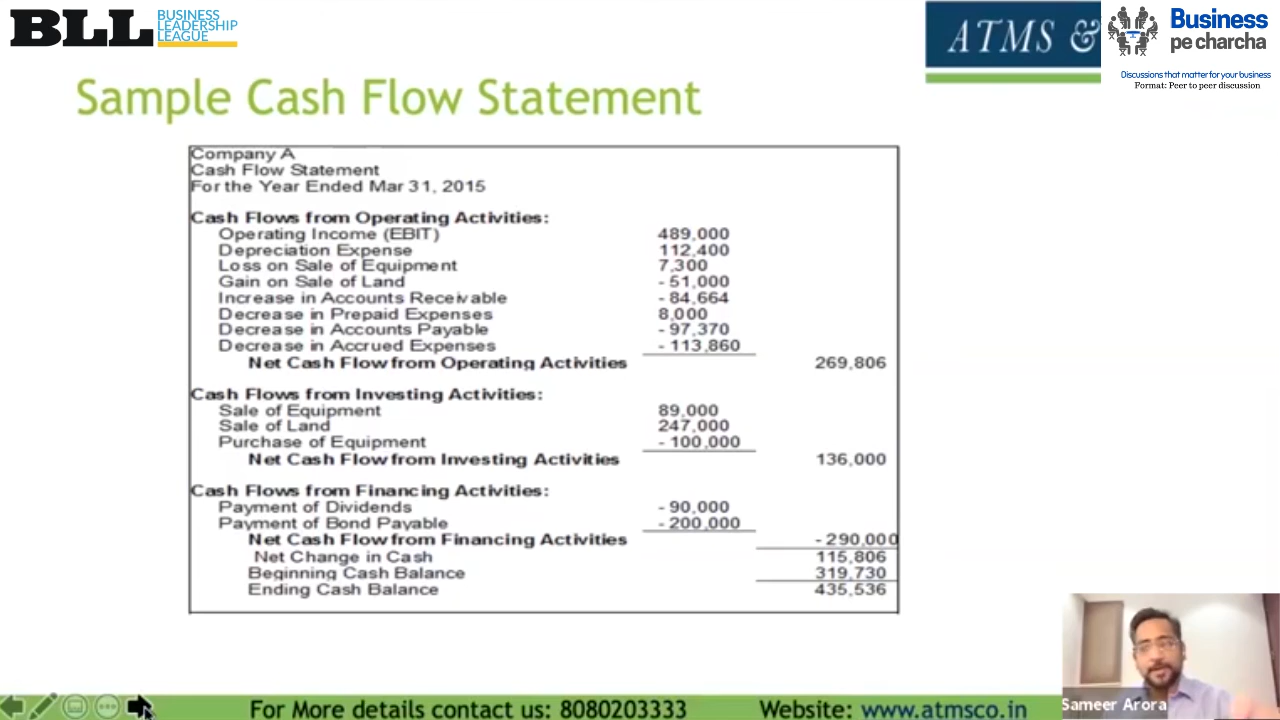 BLL BUSINESS
LEADERSHIP
LEAGUE
ATMS &
Business
pe charcha
Discussions that matter for your business
Format: Peer to peer discussion
Sample Cash Flow Statement
Company A
Cash Flow Statement
For the Year Ended Mar 31, 2015
Cash Flows from Operating Activities:
Operating Income (EBIT) 489,000
Depreciation Expense 112,400
Loss on Sale of Equipment 7,300
Gain on Sale of Land - 51,000
Increase in Accounts Receivable - 84,664
Decrease in Prepaid Expenses 8,000
Decrease in Accounts Payable - 97,370
Decrease in Accrued Expenses - 113,860
Net Cash Flow from Operating Activities 269,806
Cash Flows from Investing Activities:
Sale of Equipment 89,000
Sale of Land 247,000
Purchase of Equipment - 100,000
Net Cash Flow from Investing Activities 136,000
Cash Flows from Financing Activities:
Payment of Dividends - 90,000
Payment of Bond Payable - 200,000
Net Cash Flow from Financing Activities - 290,000
Net Change in Cash 115,806
Beginning Cash Balance 319,730
Ending Cash Balance 435,536
Sameer Arora
For More details contact us: 8080203333 Website: www.atmsco.in